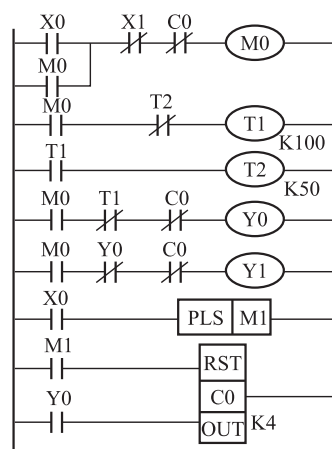 X0 X1 C0
M0
M0
M0 T2
T1
K100
T1
T2
K50
M0 T1 C0
Y0
M0 Y0 C0
Y1
X0
PLS M1
M1
RST
Y0
C0
OUT K4